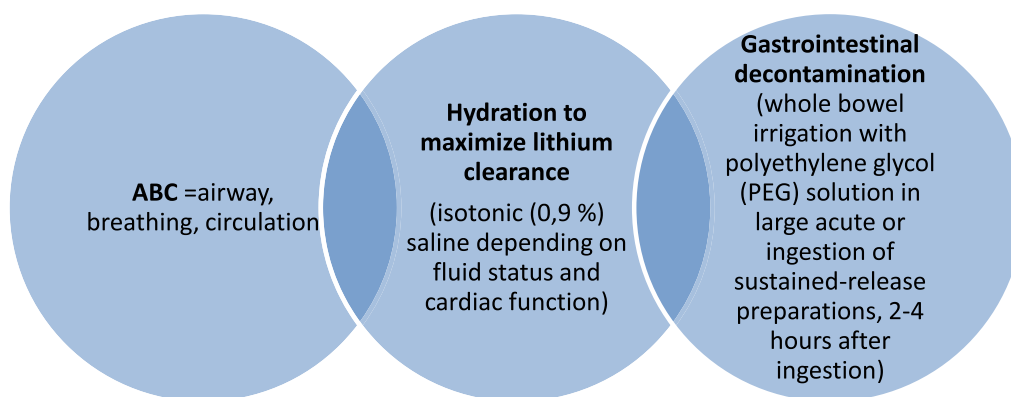 ABC =airway,
breathing, circulation
Hydration to
maximize lithium
clearance
(isotonic (0,9 %)
saline depending on
fluid status and
cardiac function)
Gastrointestinal
decontamination
(whole bowel
irrigation with
polyethylene glycol
(PEG) solution in
large acute or
ingestion of
sustained-release
preparations, 2-4
hours after
ingestion)